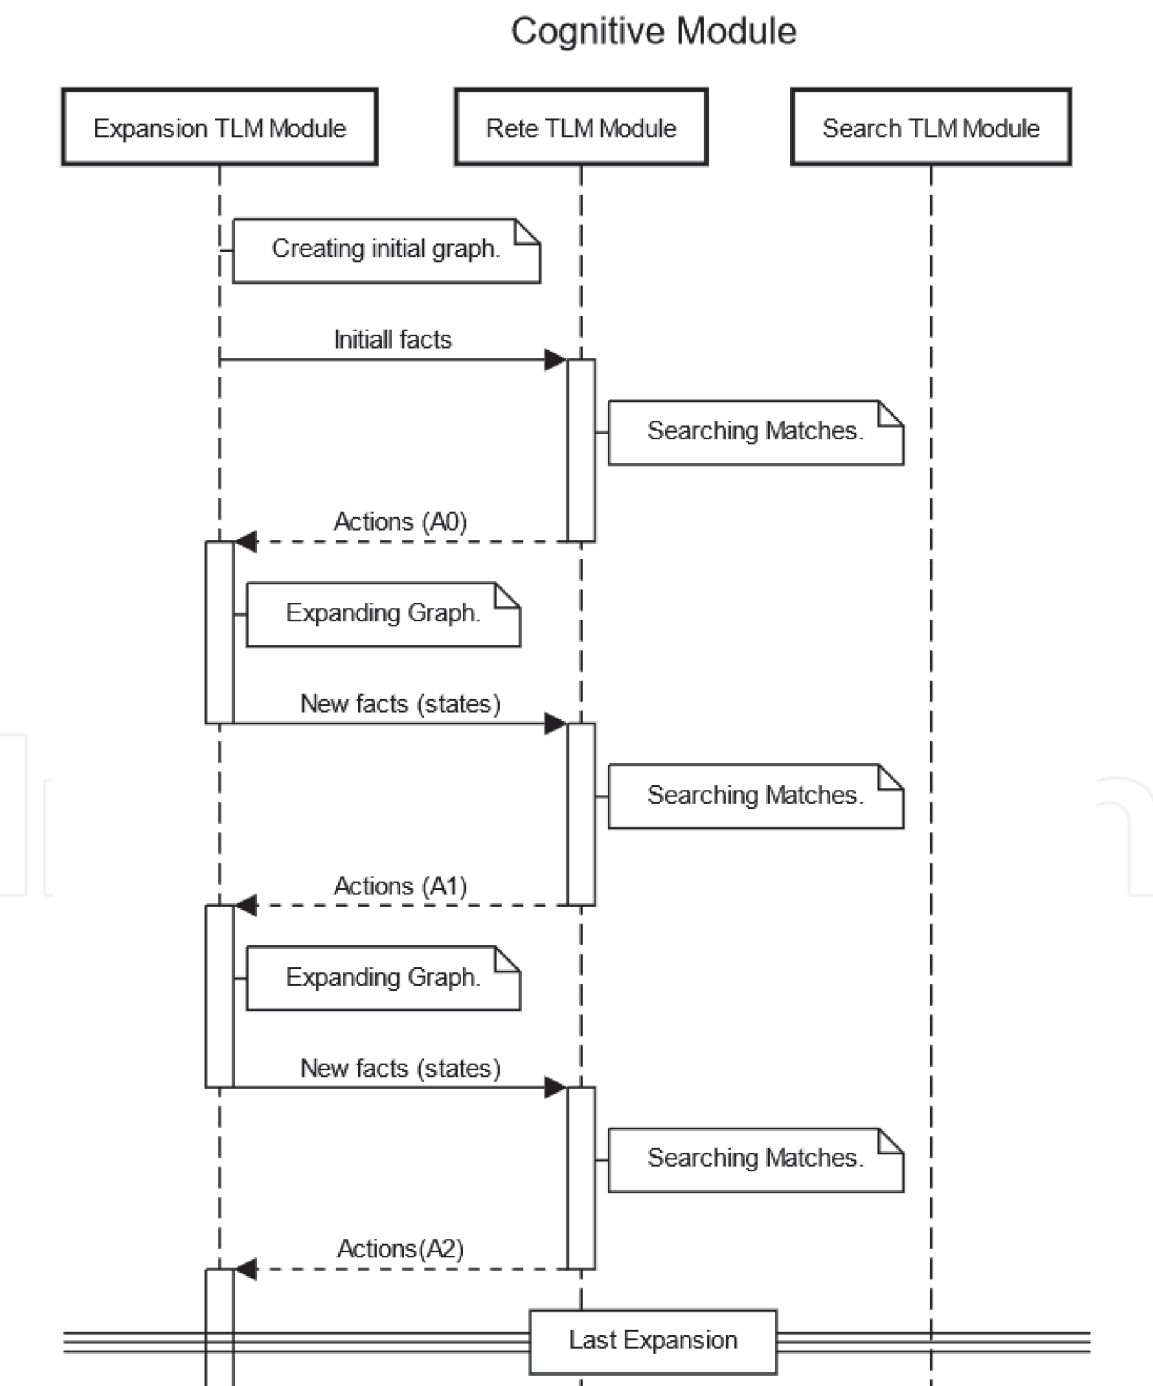 Cognitive Module
Expansion TLM Module
Rete TLM Module
Search TLM Module
Creating initial graph.
Initiall facts
Searching Matches.
Actions (A0)
Expanding Graph.
New facts (states)
Searching Matches.
Actions (A1)
Expanding Graph.
New facts (states)
Searching Matches.
Actions(A2)
Last Expansion